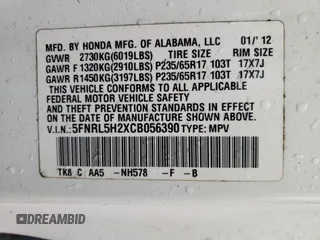 MFD. BY HONDA MFG. OF ALABAMA, LLC 01/'12
GVWR 2730KG(6019LBS) TIRE SIZE RIM SIZE
GAWR F 1320KG(2910LBS) P235/65R17 103T 17X7J
GAWR R1450KG(3197LBS) P235/65R17 103T 17X7J
THIS VEHICLE CONFORMS TO ALL APPLICABLE
FEDERAL MOTOR VEHICLE SAFETY, BUMPER,
AND THEFT PREVENTION STANDARDS IN EFFECT
ON THE DATE OF MANUFACTURE SHOWN ABOVE.
V.I.N: 5FNRL5H2XCB056390 TYPE: MPV
TK8 C AA5 -NH578 -F -B
DREAMBID